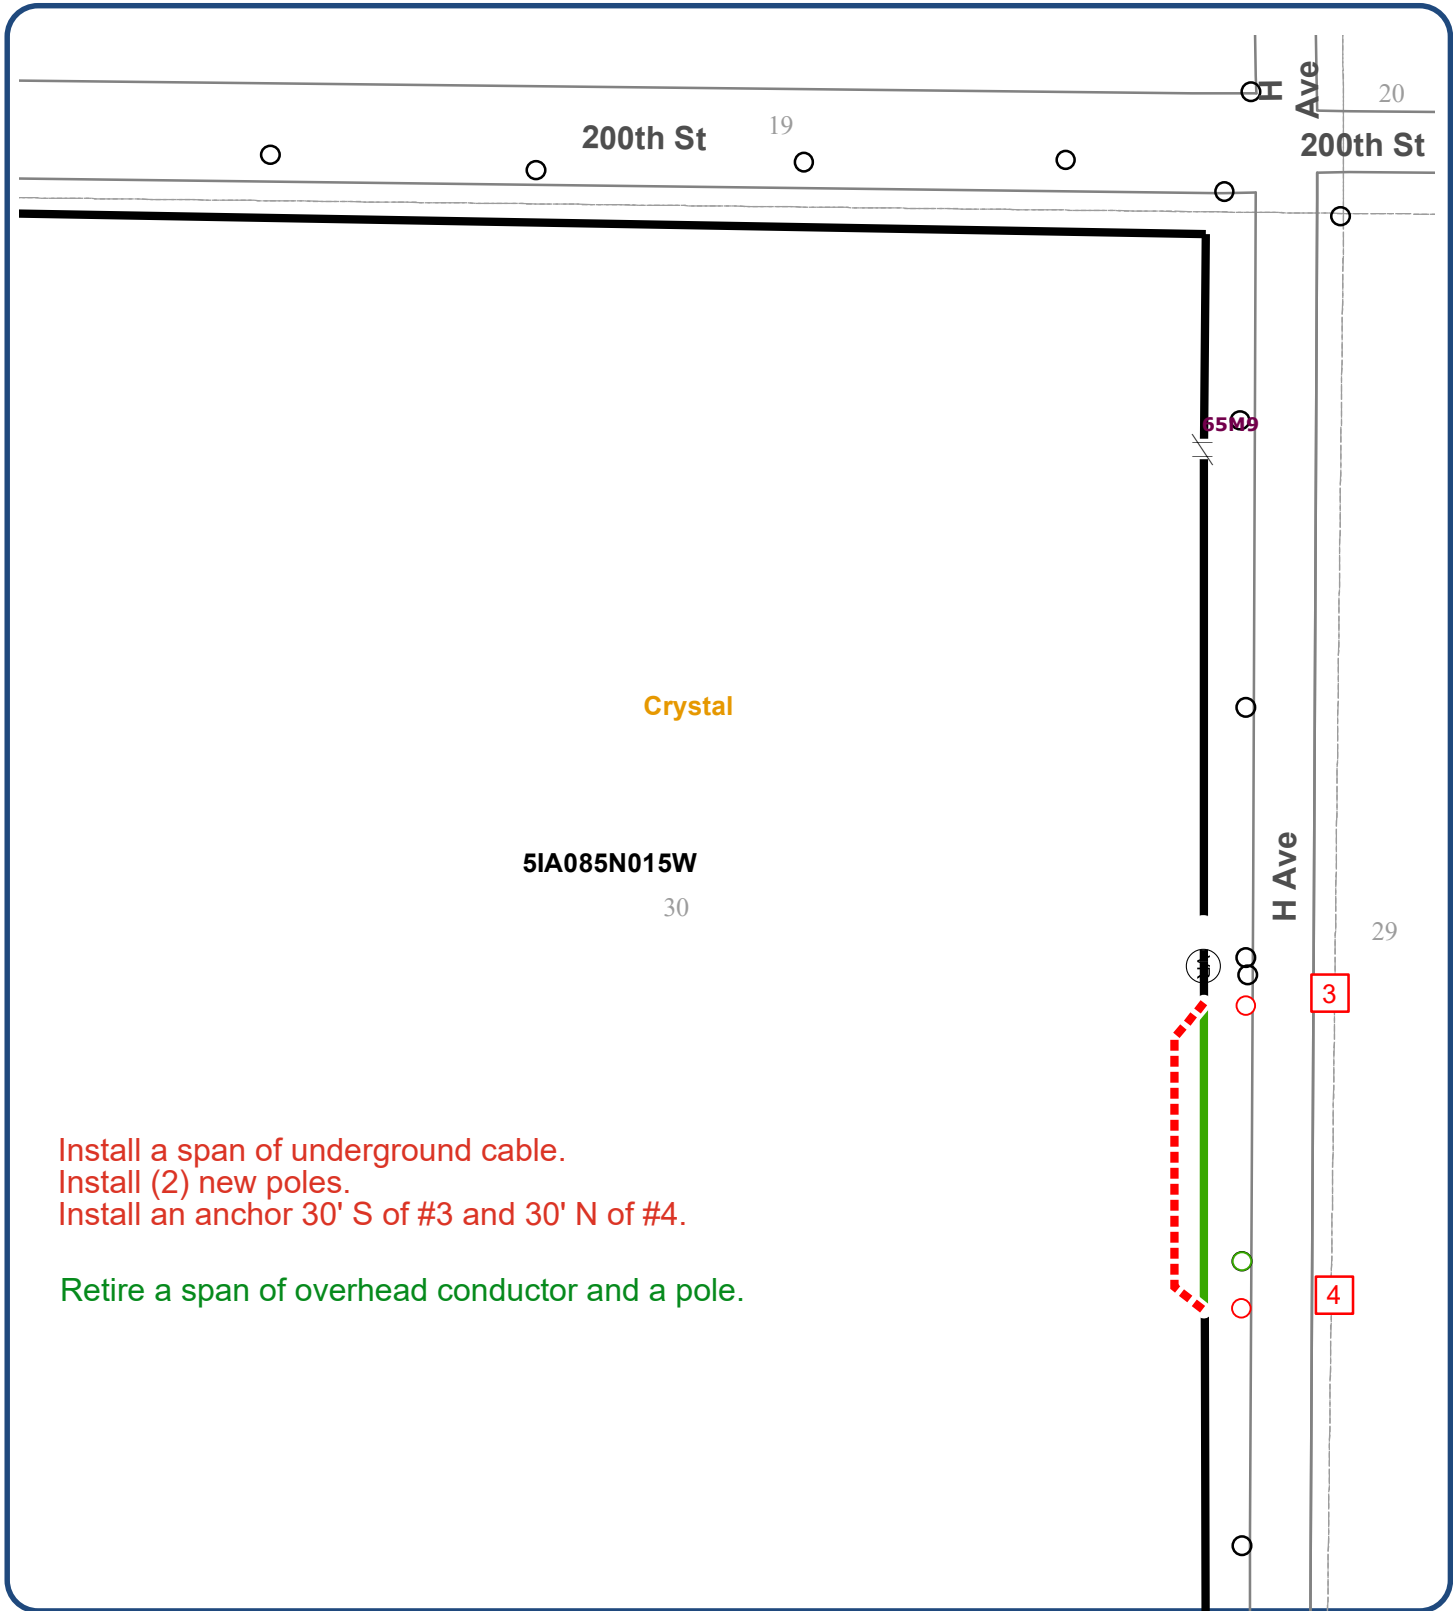 H
Ave
20
200th St
19
200th St
65M9
Crystal
5IA085N015W
30
H Ave
29
3
Install a span of underground cable.
Install (2) new poles.
Install an anchor 30' S of #3 and 30' N of #4.
Retire a span of overhead conductor and a pole.
4